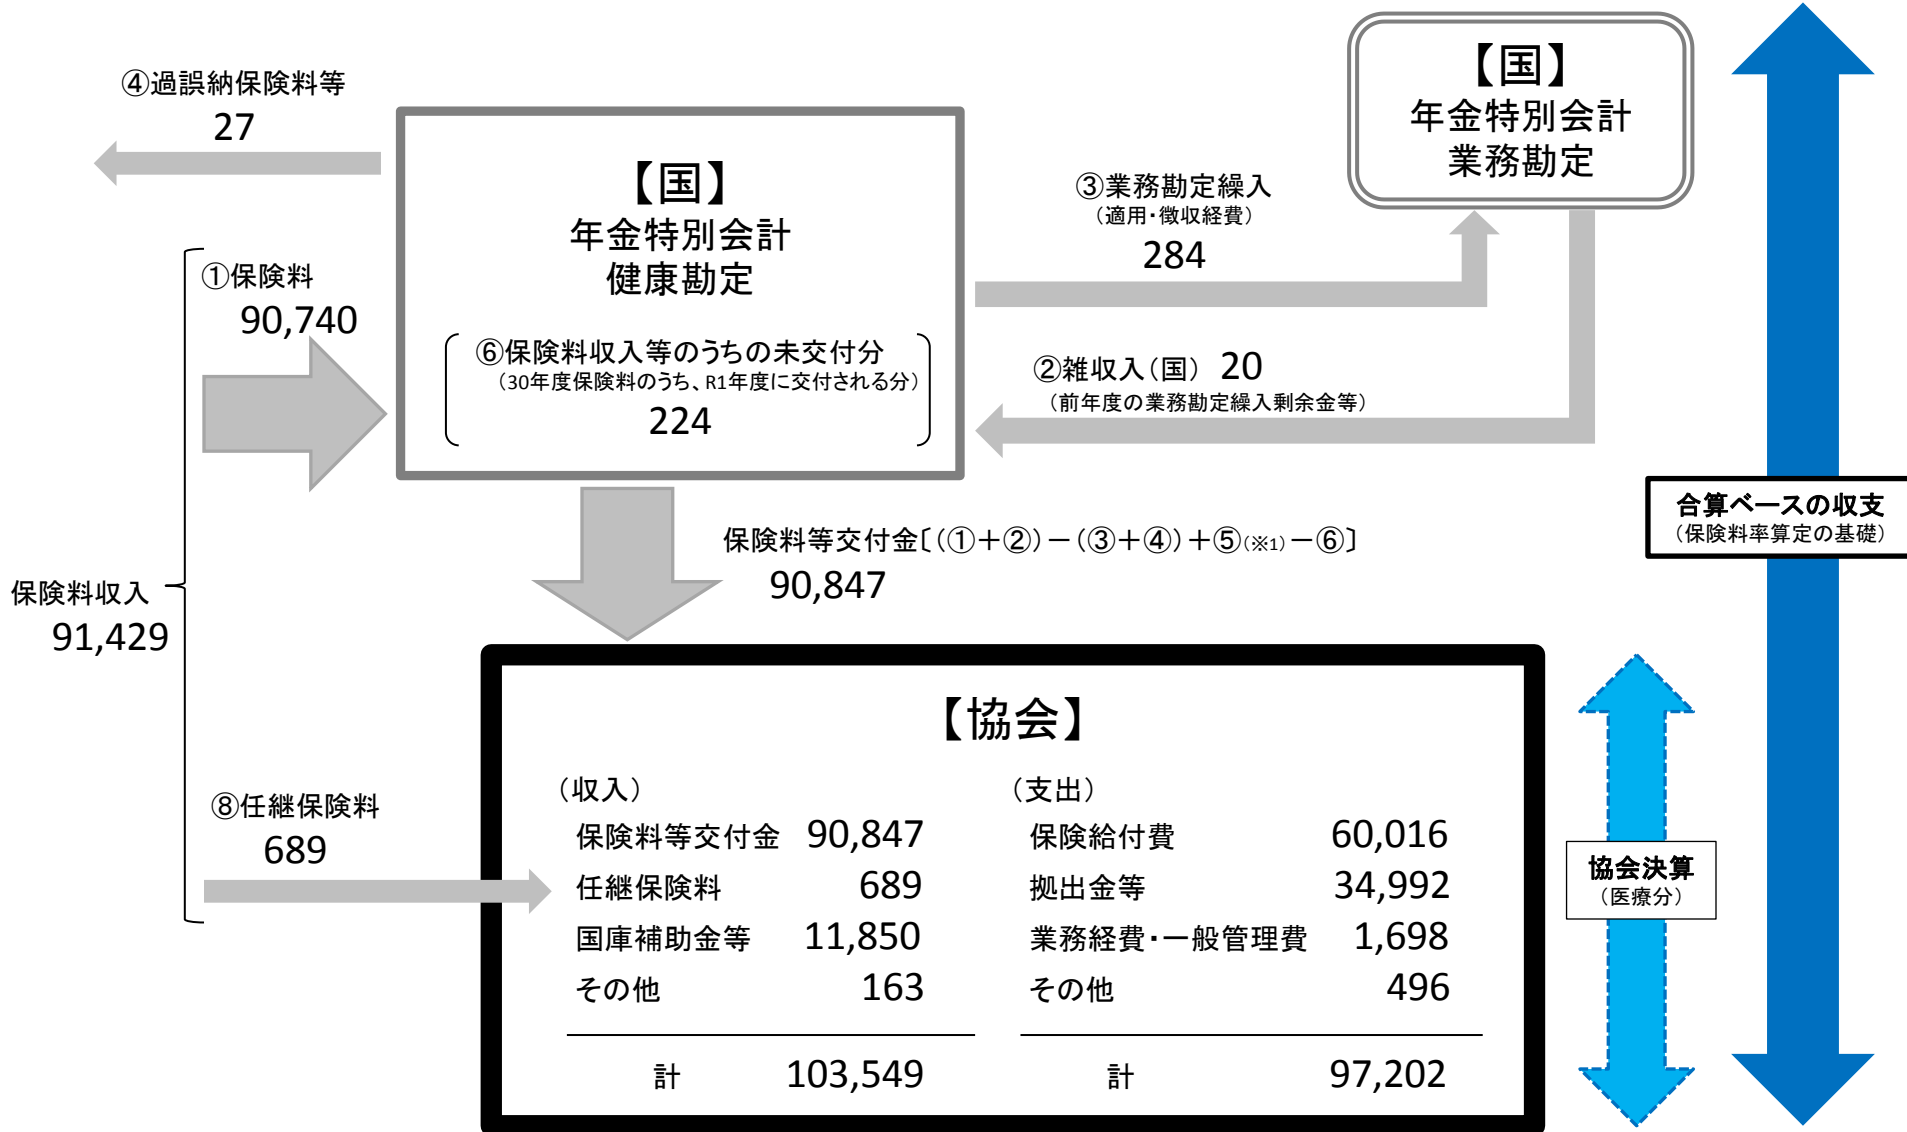 ④過誤納保険料等
27
【国】
年金特別会計
健康勘定
⑥保険料収入等のうちの未交付分
（30年度保険料のうち、R1年度に交付される分）
224
【国】
年金特別会計
業務勘定
③業務勘定繰入
（適用・徴収経費）
284
②雑収入（国） 20
（前年度の業務勘定繰入剰余金等）
①保険料
90,740
保険料収入
91,429
⑧任継保険料
689
保険料等交付金〔（①＋②）－（③＋④）＋⑤（※1）－⑥〕
90,847
合算ベースの収支
（保険料率算定の基礎）
【協会】
（収入）
保険料等交付金 90,847
任継保険料 689
国庫補助金等 11,850
その他 163
計 103,549
（支出）
保険給付費 60,016
拠出金等 34,992
業務経費・一般管理費 1,698
その他 496
計 97,202
協会決算
（医療分）